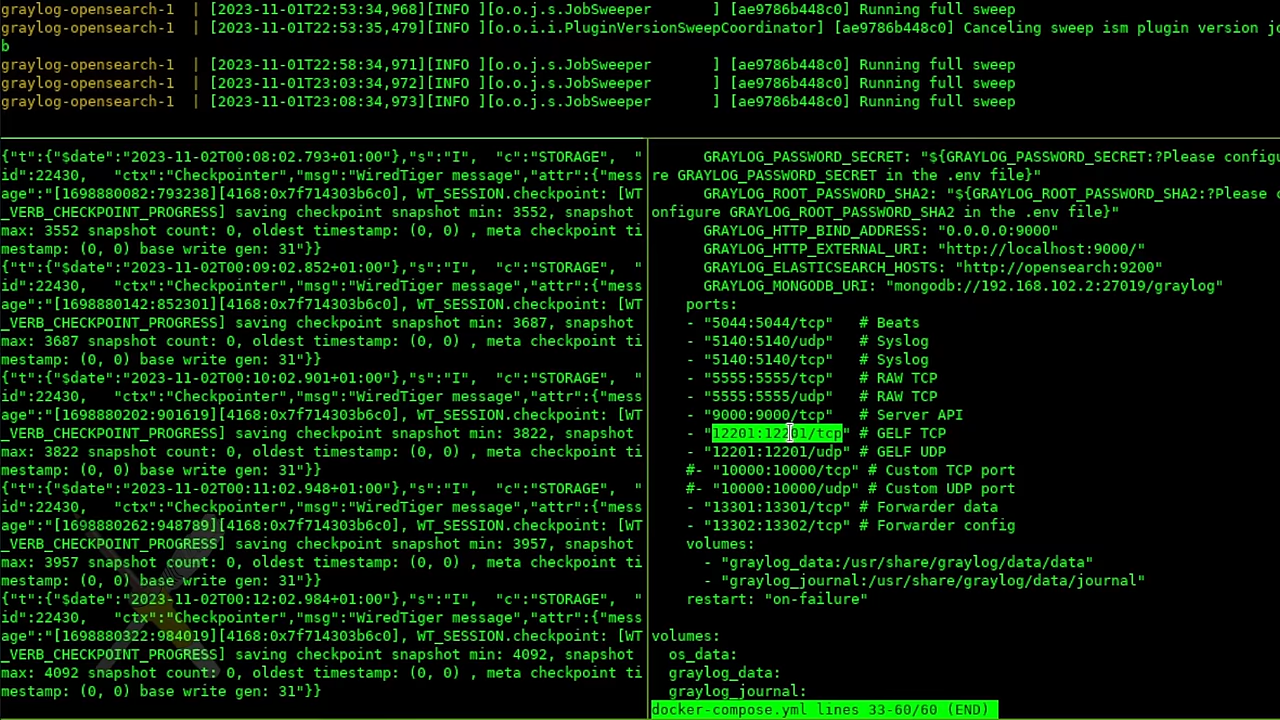 graylog-opensearch-1  | [2023-11-01T22:53:34,968][INFO ][o.o.j.s.JobSweeper       ] [ae9786b448c0] Running full sweep
graylog-opensearch-1  | [2023-11-01T22:53:35,479][INFO ][o.o.i.i.PluginVersionSweepCoordinator] [ae9786b448c0] Canceling sweep ism plugin version jo
b
graylog-opensearch-1  | [2023-11-01T22:58:34,971][INFO ][o.o.j.s.JobSweeper       ] [ae9786b448c0] Running full sweep
graylog-opensearch-1  | [2023-11-01T23:03:34,972][INFO ][o.o.j.s.JobSweeper       ] [ae9786b448c0] Running full sweep
graylog-opensearch-1  | [2023-11-01T23:08:34,973][INFO ][o.o.j.s.JobSweeper       ] [ae9786b448c0] Running full sweep
{"t":{"$date":"2023-11-02T00:08:02.793+01:00"},"s":"I",  "c":"STORAGE",  "
id":22430,   "ctx":"Checkpointer","msg":"WiredTiger message","attr":{"mess
age":"[1698880082:793238][4168:0x7f714303b6c0], WT_SESSION.checkpoint: [WT
_VERB_CHECKPOINT_PROGRESS] saving checkpoint snapshot min: 3552, snapshot
max: 3552 snapshot count: 0, oldest timestamp: (0, 0) , meta checkpoint ti
mestamp: (0, 0) base write gen: 31"}}
{"t":{"$date":"2023-11-02T00:09:02.852+01:00"},"s":"I",  "c":"STORAGE",  "
id":22430,   "ctx":"Checkpointer","msg":"WiredTiger message","attr":{"mess
age":"[1698880142:852301][4168:0x7f714303b6c0], WT_SESSION.checkpoint: [WT
_VERB_CHECKPOINT_PROGRESS] saving checkpoint snapshot min: 3687, snapshot
max: 3687 snapshot count: 0, oldest timestamp: (0, 0) , meta checkpoint ti
mestamp: (0, 0) base write gen: 31"}}
{"t":{"$date":"2023-11-02T00:10:02.901+01:00"},"s":"I",  "c":"STORAGE",  "
id":22430,   "ctx":"Checkpointer","msg":"WiredTiger message","attr":{"mess
age":"[1698880202:901619][4168:0x7f714303b6c0], WT_SESSION.checkpoint: [WT
_VERB_CHECKPOINT_PROGRESS] saving checkpoint snapshot min: 3822, snapshot
max: 3822 snapshot count: 0, oldest timestamp: (0, 0) , meta checkpoint ti
mestamp: (0, 0) base write gen: 31"}}
{"t":{"$date":"2023-11-02T00:11:02.948+01:00"},"s":"I",  "c":"STORAGE",  "
id":22430,   "ctx":"Checkpointer","msg":"WiredTiger message","attr":{"mess
age":"[1698880262:948789][4168:0x7f714303b6c0], WT_SESSION.checkpoint: [WT
_VERB_CHECKPOINT_PROGRESS] saving checkpoint snapshot min: 3957, snapshot
max: 3957 snapshot count: 0, oldest timestamp: (0, 0) , meta checkpoint ti
mestamp: (0, 0) base write gen: 31"}}
{"t":{"$date":"2023-11-02T00:12:02.984+01:00"},"s":"I",  "c":"STORAGE",  "
id":22430,   "ctx":"Checkpointer","msg":"WiredTiger message","attr":{"mess
age":"[1698880322:984019][4168:0x7f714303b6c0], WT_SESSION.checkpoint: [WT
_VERB_CHECKPOINT_PROGRESS] saving checkpoint snapshot min: 4092, snapshot
max: 4092 snapshot count: 0, oldest timestamp: (0, 0) , meta checkpoint ti
mestamp: (0, 0) base write gen: 31"}}
      GRAYLOG_PASSWORD_SECRET: "${GRAYLOG_PASSWORD_SECRET:?Please configu
re GRAYLOG_PASSWORD_SECRET in the .env file}"
      GRAYLOG_ROOT_PASSWORD_SHA2: "${GRAYLOG_ROOT_PASSWORD_SHA2:?Please c
onfigure GRAYLOG_ROOT_PASSWORD_SHA2 in the .env file}"
      GRAYLOG_HTTP_BIND_ADDRESS: "0.0.0.0:9000"
      GRAYLOG_HTTP_EXTERNAL_URI: "http://localhost:9000/"
      GRAYLOG_ELASTICSEARCH_HOSTS: "http://opensearch:9200"
      GRAYLOG_MONGODB_URI: "mongodb://192.168.102.2:27019/graylog"
    ports:
    - "5044:5044/tcp"   # Beats
    - "5140:5140/udp"   # Syslog
    - "5140:5140/tcp"   # Syslog
    - "5555:5555/tcp"   # RAW TCP
    - "5555:5555/udp"   # RAW TCP
    - "9000:9000/tcp"   # Server API
    - "12201:12201/tcp" # GELF TCP
    - "12201:12201/udp" # GELF UDP
    #- "10000:10000/tcp" # Custom TCP port
    #- "10000:10000/udp" # Custom UDP port
    - "13301:13301/tcp" # Forwarder data
    - "13302:13302/tcp" # Forwarder config
    volumes:
      - "graylog_data:/usr/share/graylog/data/data"
      - "graylog_journal:/usr/share/graylog/data/journal"
    restart: "on-failure"
volumes:
  os_data:
  graylog_data:
  graylog_journal:
docker-compose.yml lines 33-60/60 (END)